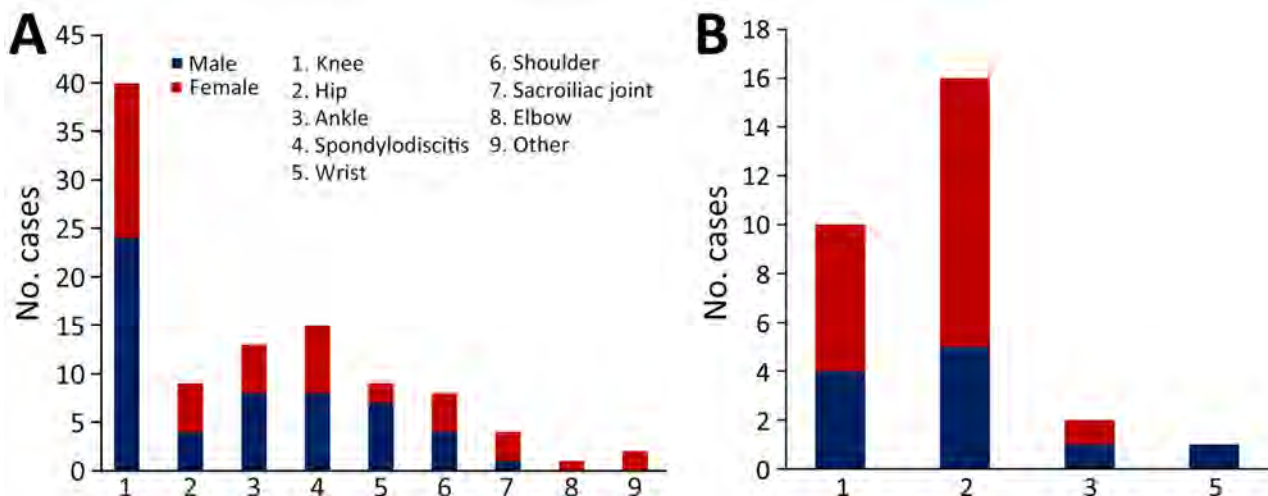 A
45
40
35
30
25
20
15
10
5
0
No. cases
Male
Female
1. Knee
2. Hip
3. Ankle
4. Spondylodiscitis
5. Wrist
6. Shoulder
7. Sacroiliac joint
8. Elbow
9. Other
1 2 3 4 5 6 7 8 9
B
18
16
14
12
10
8
6
4
2
0
No. cases
1 2 3 5